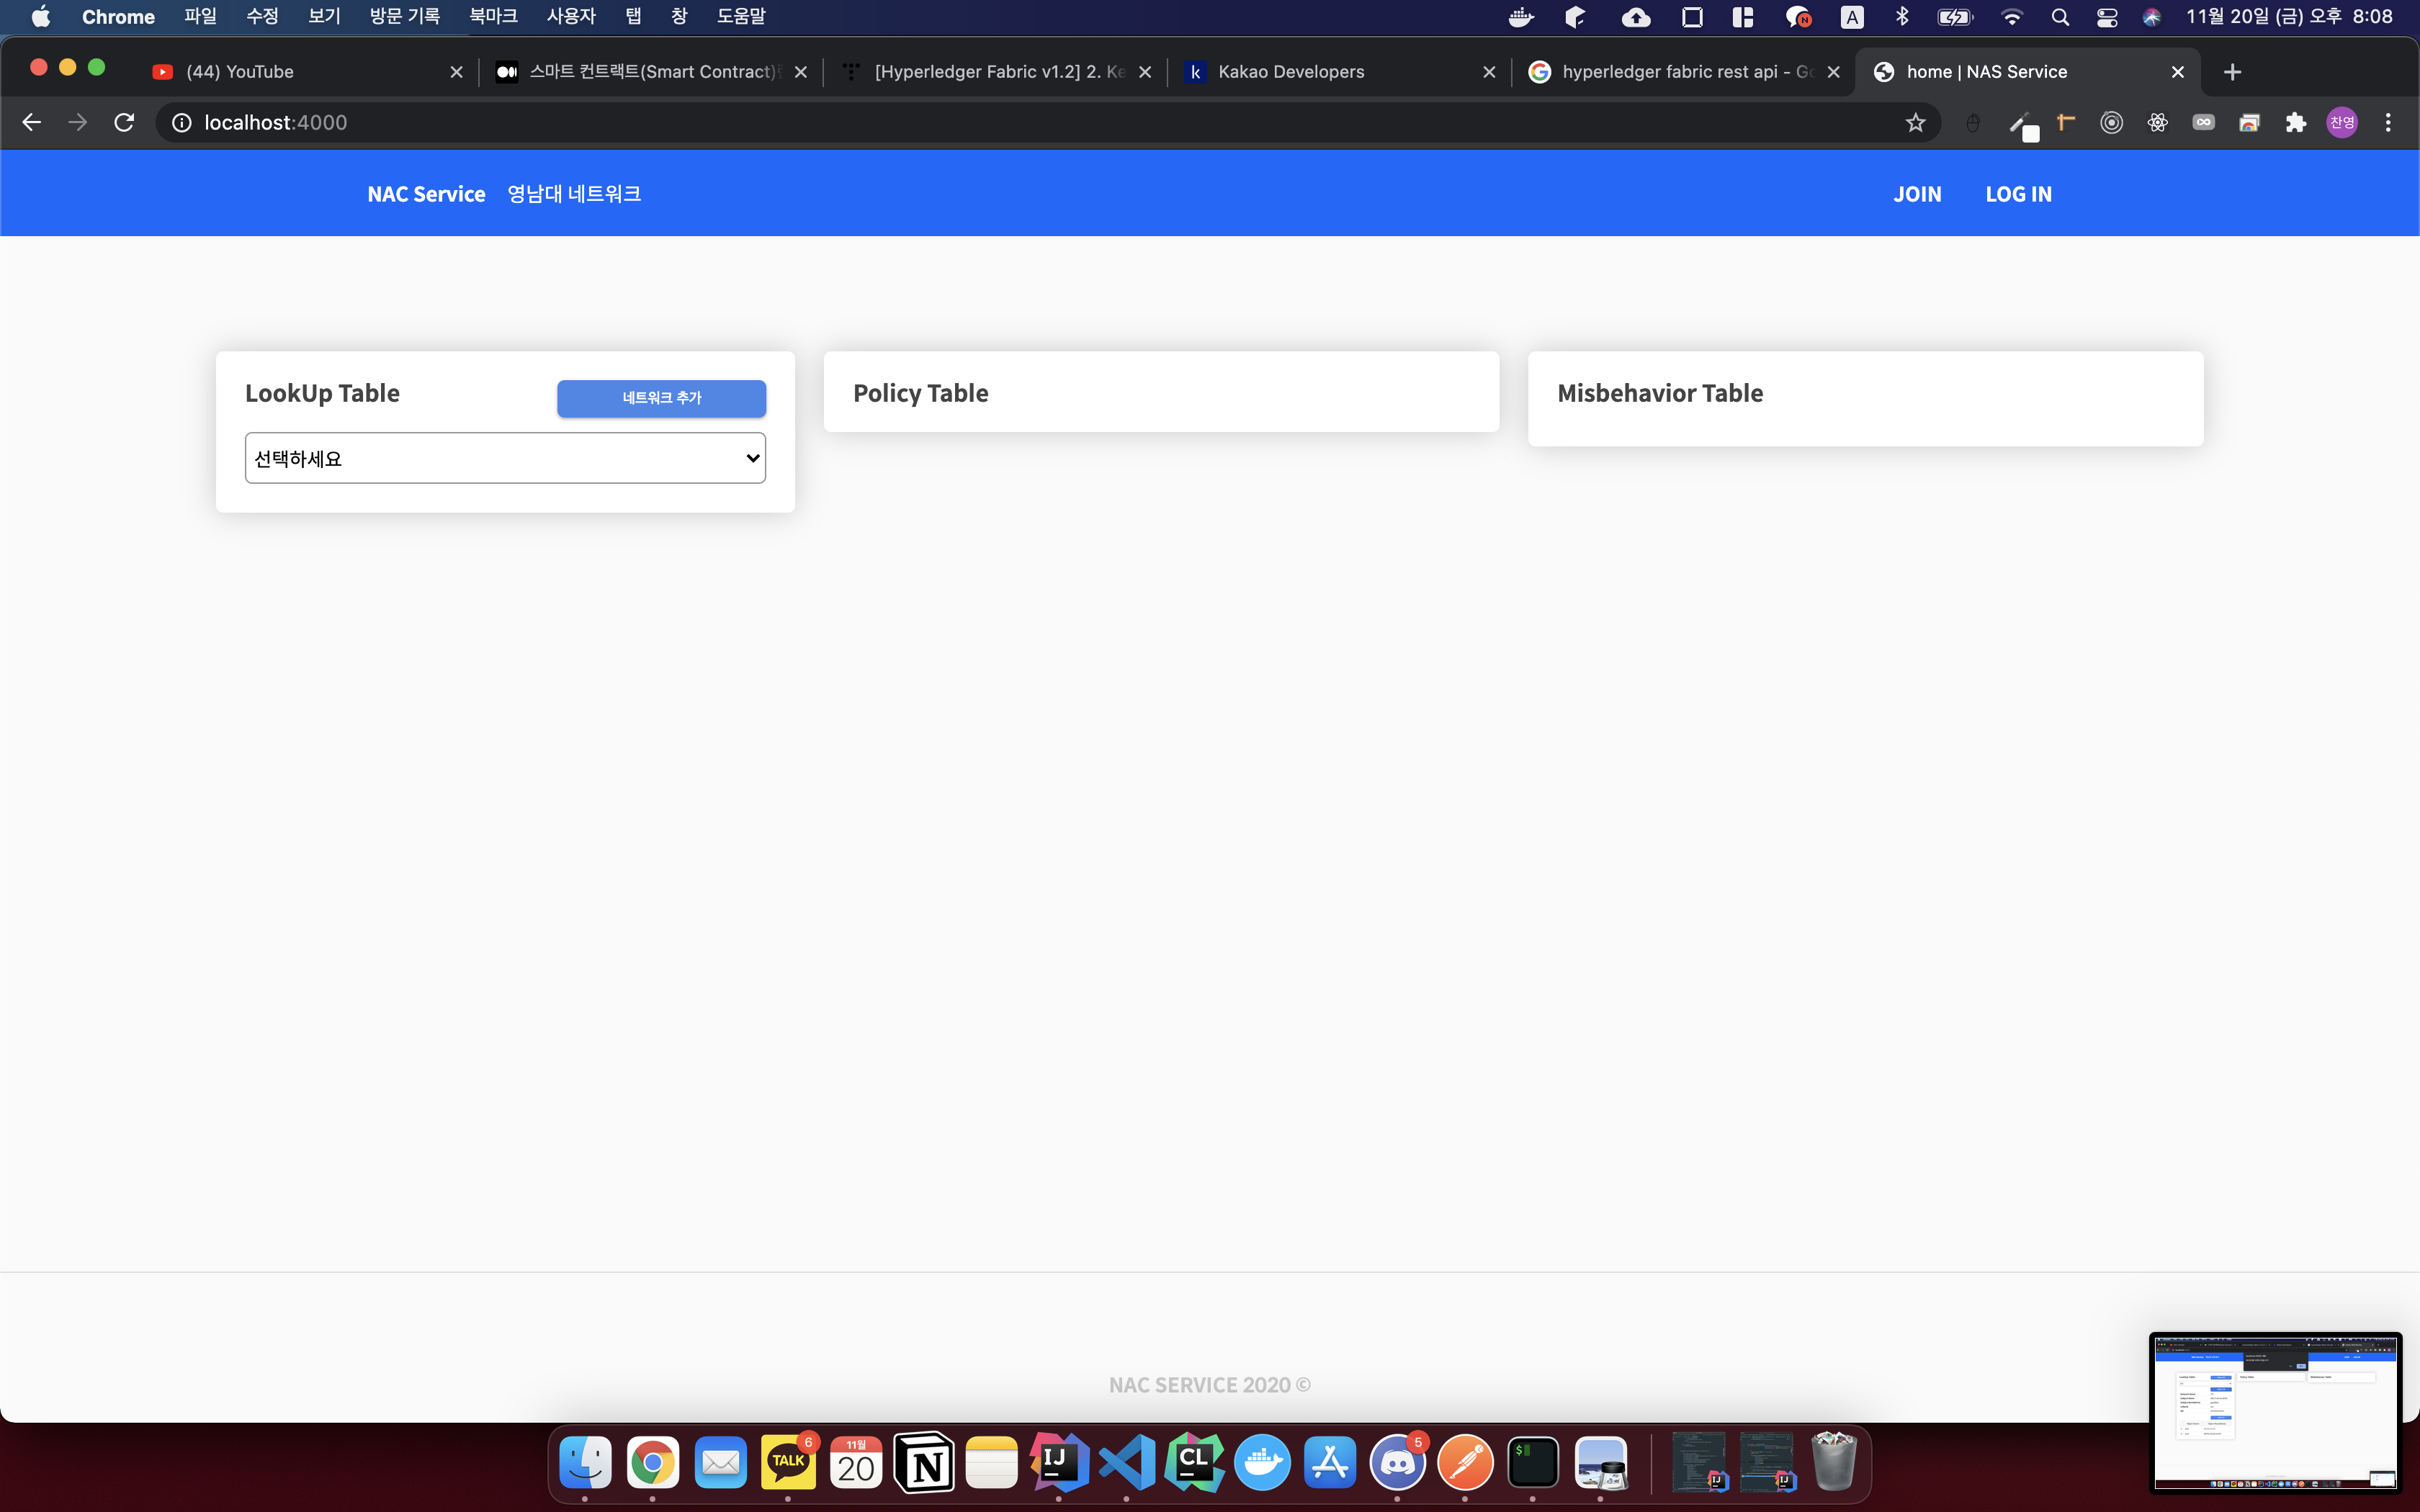 Chrome 파일 수정 보기 방문 기록 북마크 사용자 탭 창 도움말 A 11월 20일 (금) 오후 8:08
(44) YouTube 스마트 컨트랙트(Smart Contract) [Hyperledger Fabric v1.2] 2. Ke k Kakao Developers hyperledger fabric rest api - Go home | NAS Service
localhost:4000 찬영
NAC Service 영남대 네트워크 JOIN LOG IN
LookUp Table 네트워크 추가 Policy Table Misbehavior Table
선택하세요
NAC SERVICE 2020 ©
TALK 6 11월 20 N IJ CL 5 $ IJ IJ